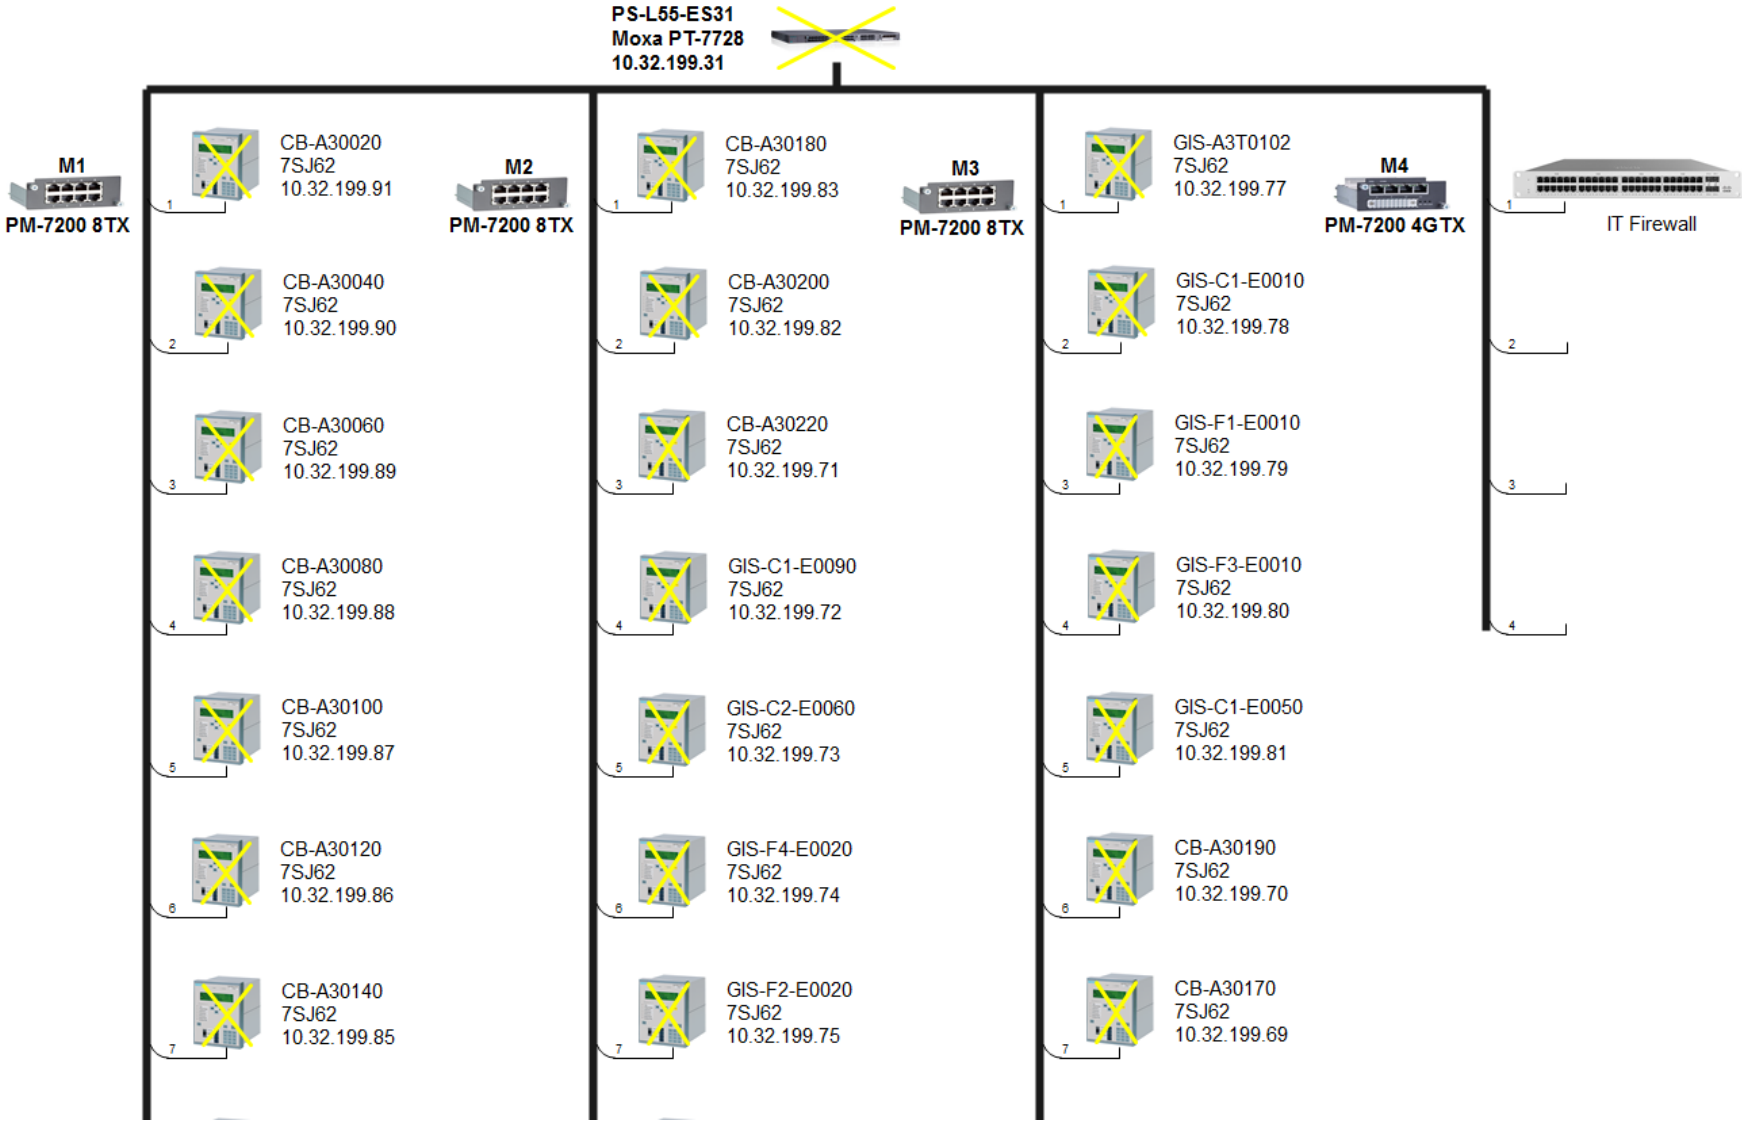 PS-L55-ES31
Moxa PT-7728
10.32.199.31
M1
PM-7200 8TX
1
CB-A30020
7SJ62
10.32.199.91
2
CB-A30040
7SJ62
10.32.199.90
3
CB-A30060
7SJ62
10.32.199.89
4
CB-A30080
7SJ62
10.32.199.88
5
CB-A30100
7SJ62
10.32.199.87
6
CB-A30120
7SJ62
10.32.199.86
7
CB-A30140
7SJ62
10.32.199.85
M2
PM-7200 8TX
1
CB-A30180
7SJ62
10.32.199.83
2
CB-A30200
7SJ62
10.32.199.82
3
CB-A30220
7SJ62
10.32.199.71
4
GIS-C1-E0090
7SJ62
10.32.199.72
5
GIS-C2-E0060
7SJ62
10.32.199.73
6
GIS-F4-E0020
7SJ62
10.32.199.74
7
GIS-F2-E0020
7SJ62
10.32.199.75
M3
PM-7200 8TX
1
GIS-A3T0102
7SJ62
10.32.199.77
2
GIS-C1-E0010
7SJ62
10.32.199.78
3
GIS-F1-E0010
7SJ62
10.32.199.79
4
GIS-F3-E0010
7SJ62
10.32.199.80
5
GIS-C1-E0050
7SJ62
10.32.199.81
6
CB-A30190
7SJ62
10.32.199.70
7
CB-A30170
7SJ62
10.32.199.69
M4
PM-7200 4GTX
1
IT Firewall
2
3
4